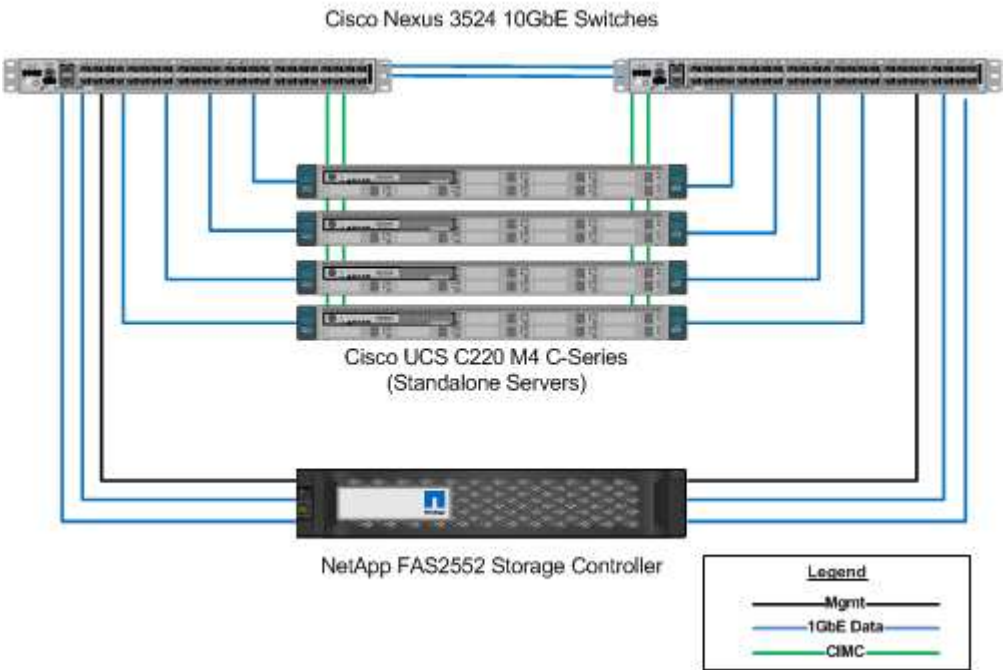 Cisco Nexus 3524 10GbE Switches
Cisco UCS C220 M4 C-Series
(Standalone Servers)
NetApp FAS2552 Storage Controller
Legend
Mgmt
1GbE Data
CIMC